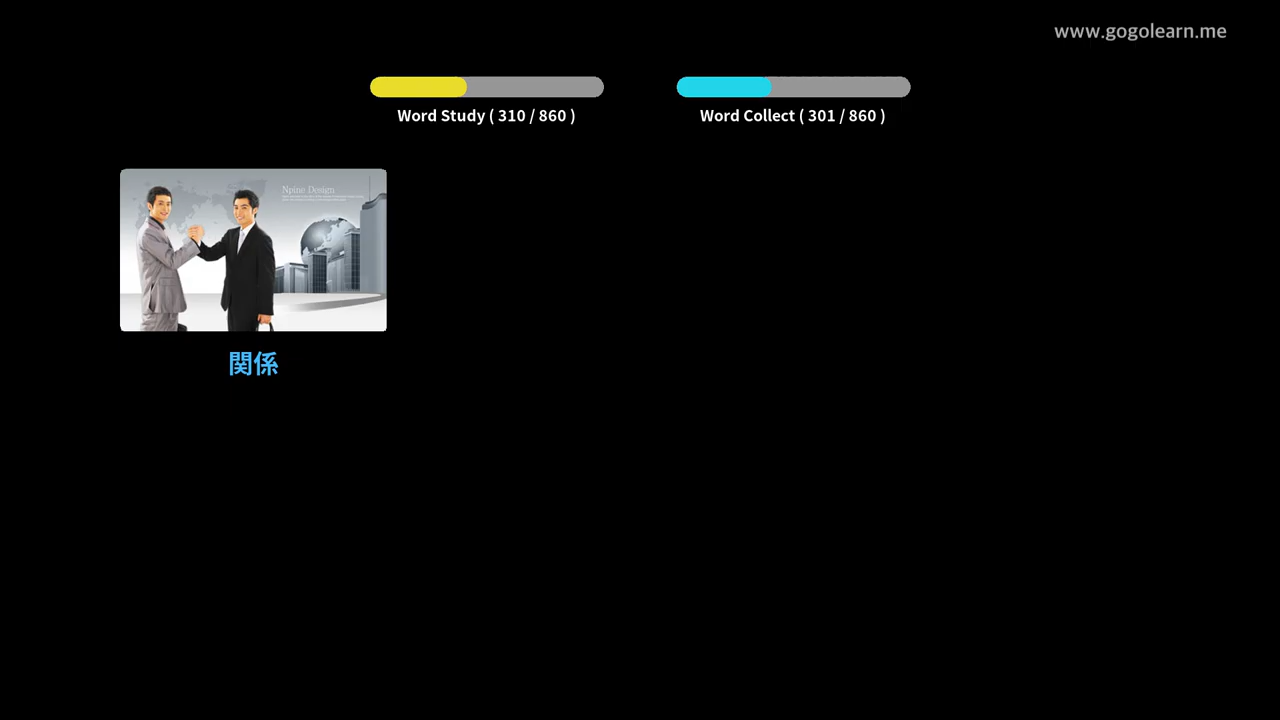 www.gogolearn.me
Word Study ( 310 / 860 )
Word Collect ( 301 / 860 )
Npine Design
関係